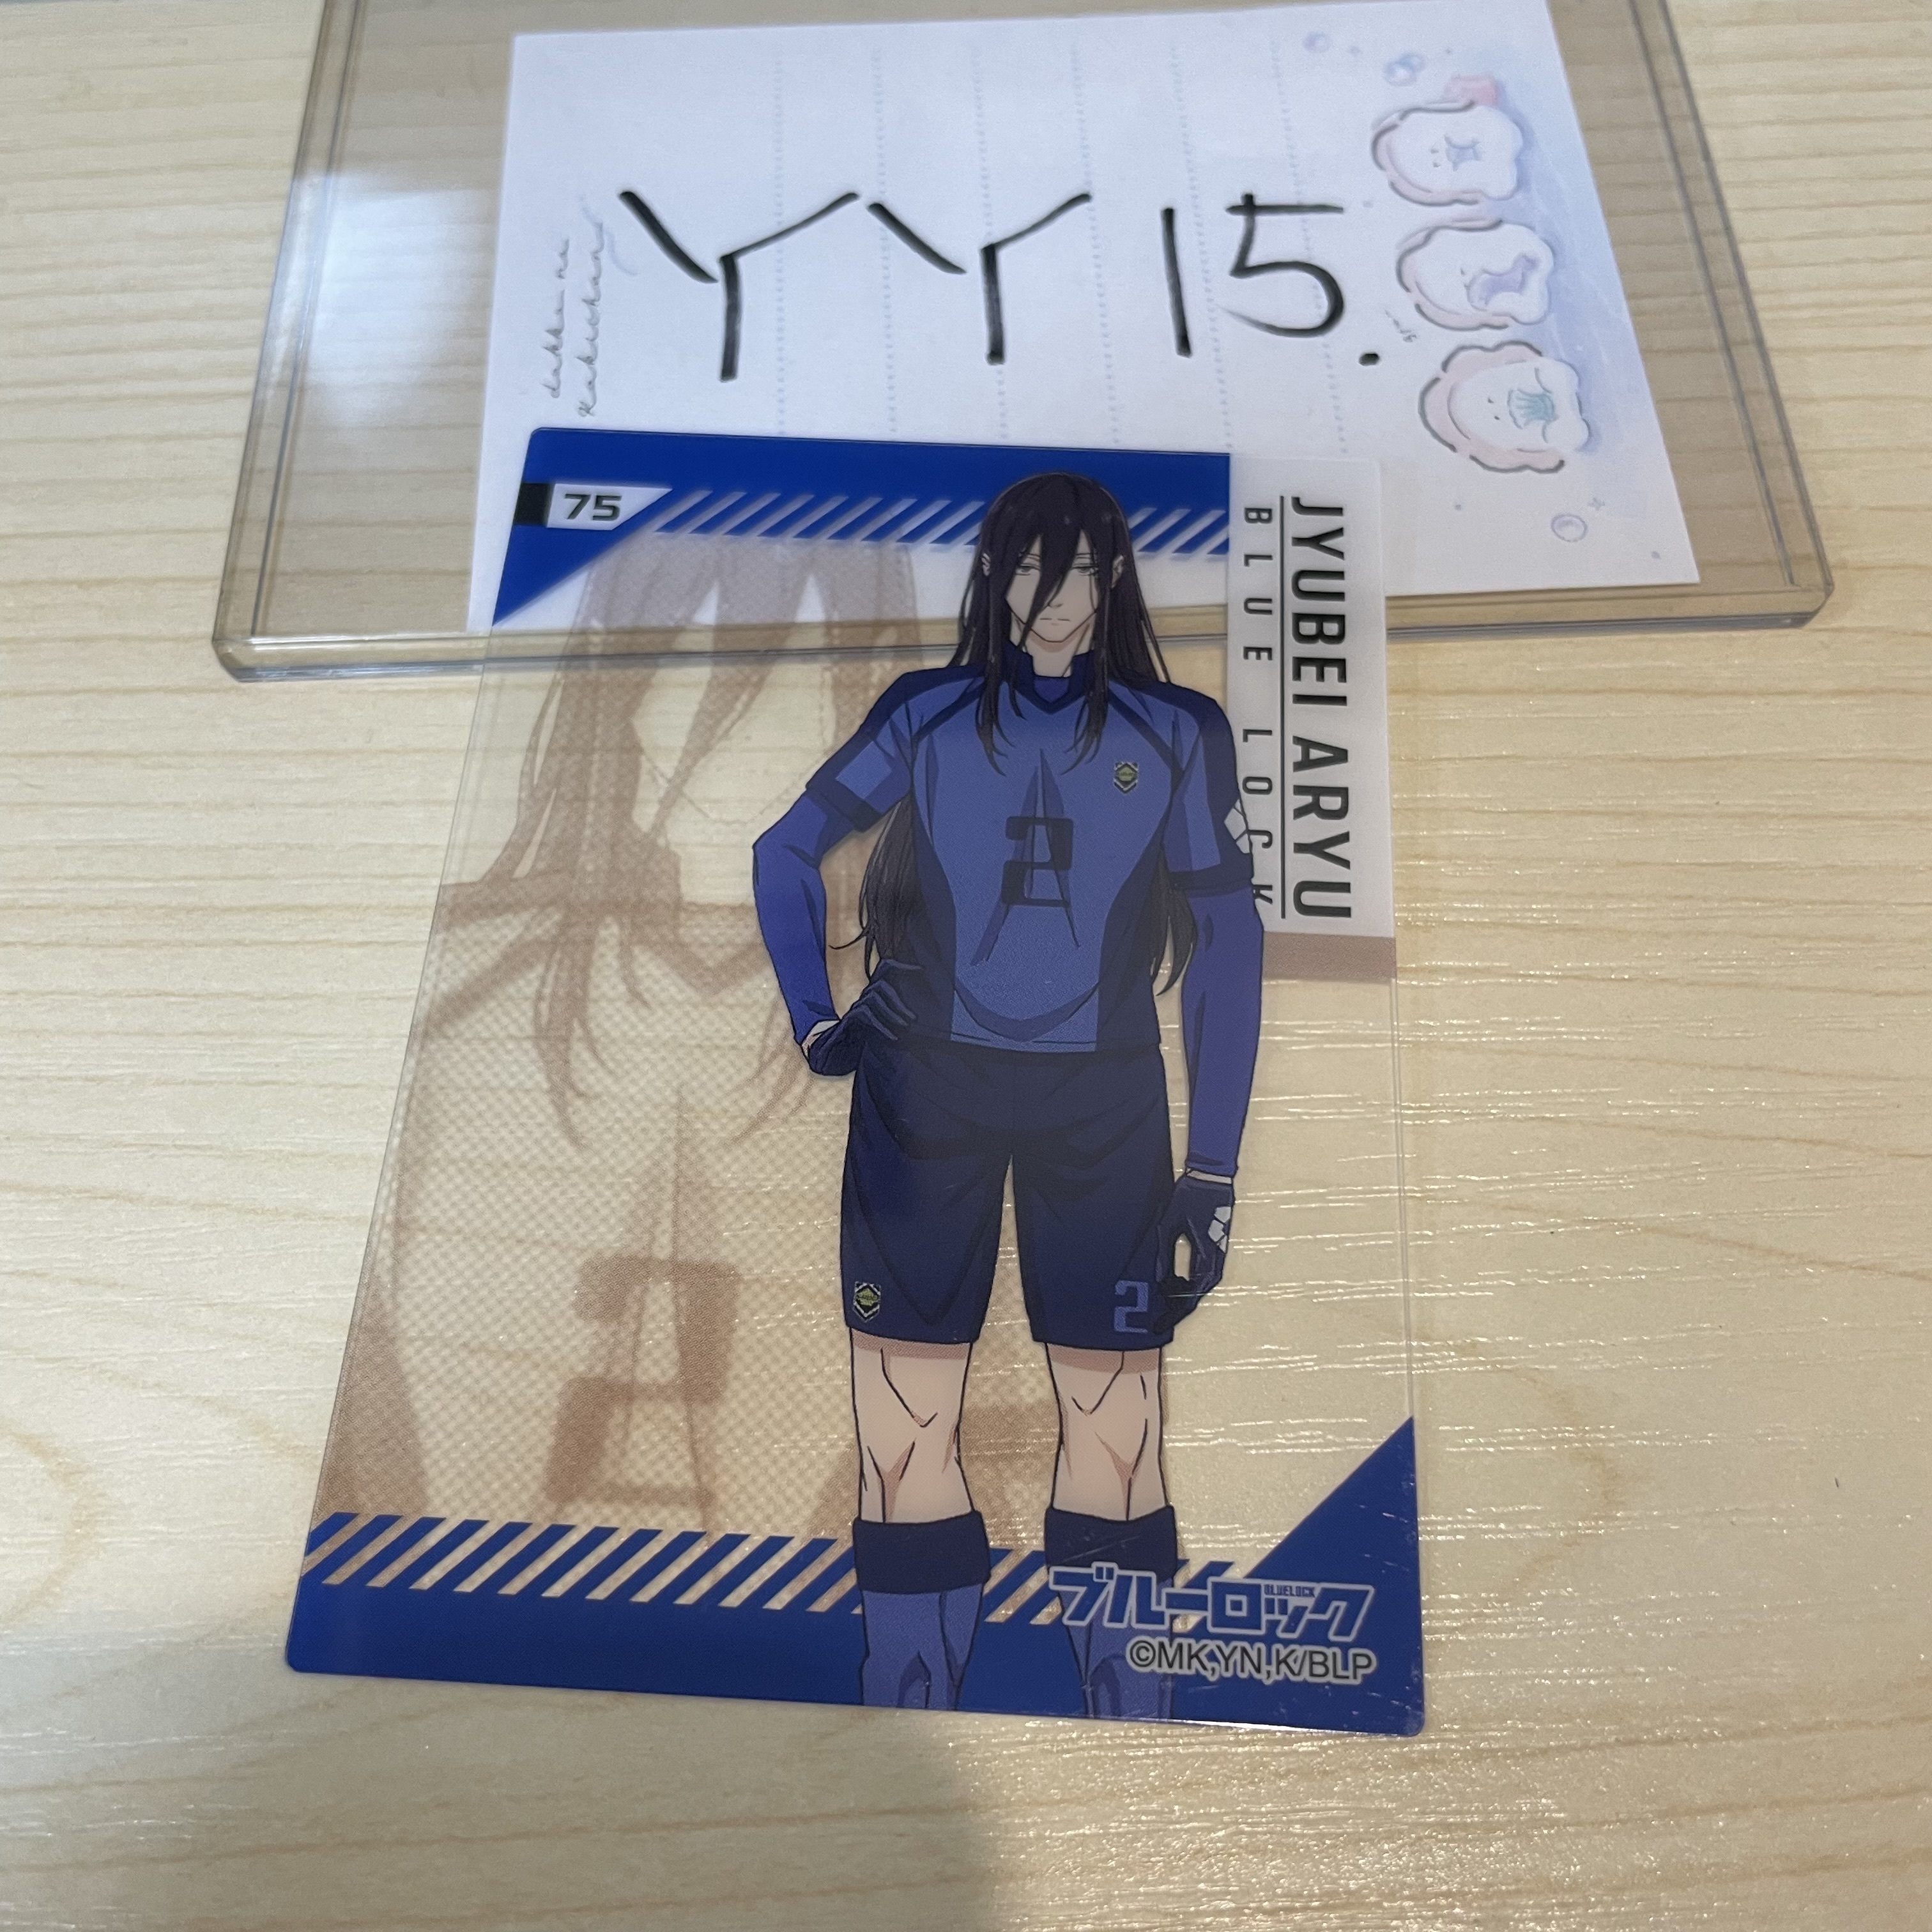 YY15.
75
JYUBEI ARYU
BLUE LOCK
2
2
BLUELOCK
ブルーロック
©MK,YN,K/BLP